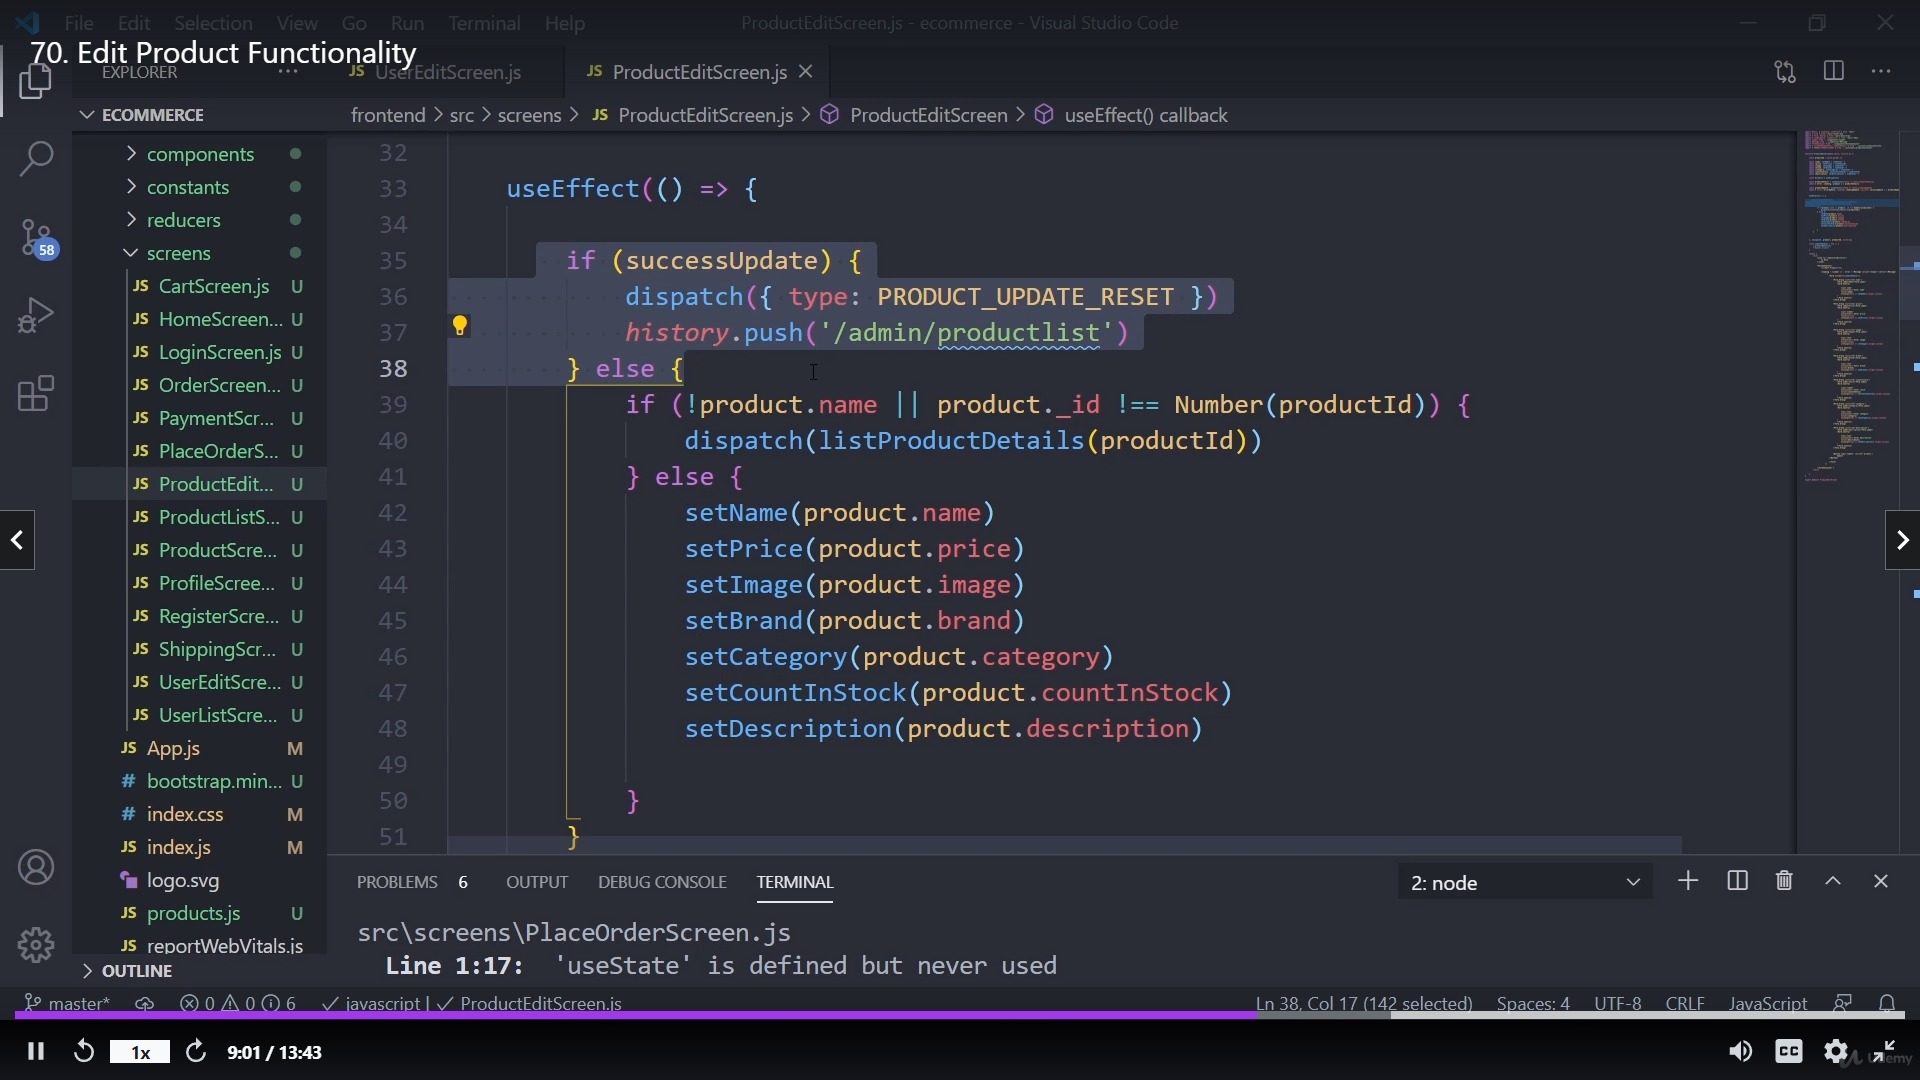 File Edit Selection View Go Run Terminal Help
ProductEditScreen.js - ecommerce - Visual Studio Code
70. Edit Product Functionality
EXPLORER
UserEditScreen.js
JS ProductEditScreen.js
ECOMMERCE
frontend > src > screens > JS ProductEditScreen.js > ProductEditScreen > useEffect() callback
components
constants
reducers
screens
JS CartScreen.js U
JS HomeScreen... U
JS LoginScreen.js U
JS OrderScreen... U
JS PaymentScr... U
JS PlaceOrderS... U
JS ProductEdit... U
JS ProductListS... U
JS ProductScre... U
JS ProfileScree... U
JS RegisterScre... U
JS ShippingScr... U
JS UserEditScre... U
JS UserListScre... U
JS App.js M
# bootstrap.min... U
# index.css M
JS index.js M
logo.svg
JS products.js U
JS reportWebVitals.js
OUTLINE
58
32
33 useEffect(() => {
34
35 if (successUpdate) {
36 dispatch({ type: PRODUCT_UPDATE_RESET })
37 history.push('/admin/productlist')
38 } else {
39 if (!product.name || product._id !== Number(productId)) {
40 dispatch(listProductDetails(productId))
41 } else {
42 setName(product.name)
43 setPrice(product.price)
44 setImage(product.image)
45 setBrand(product.brand)
46 setCategory(product.category)
47 setCountInStock(product.countInStock)
48 setDescription(product.description)
49
50 }
51 }
PROBLEMS 6 OUTPUT DEBUG CONSOLE TERMINAL
2: node
src\screens\PlaceOrderScreen.js
Line 1:17: 'useState' is defined but never used
master* 0 0 6 javascript | ProductEditScreen.js
Ln 38, Col 17 (142 selected) Spaces: 4 UTF-8 CRLF JavaScript
1x 9:01 / 13:43
CC
Udemy